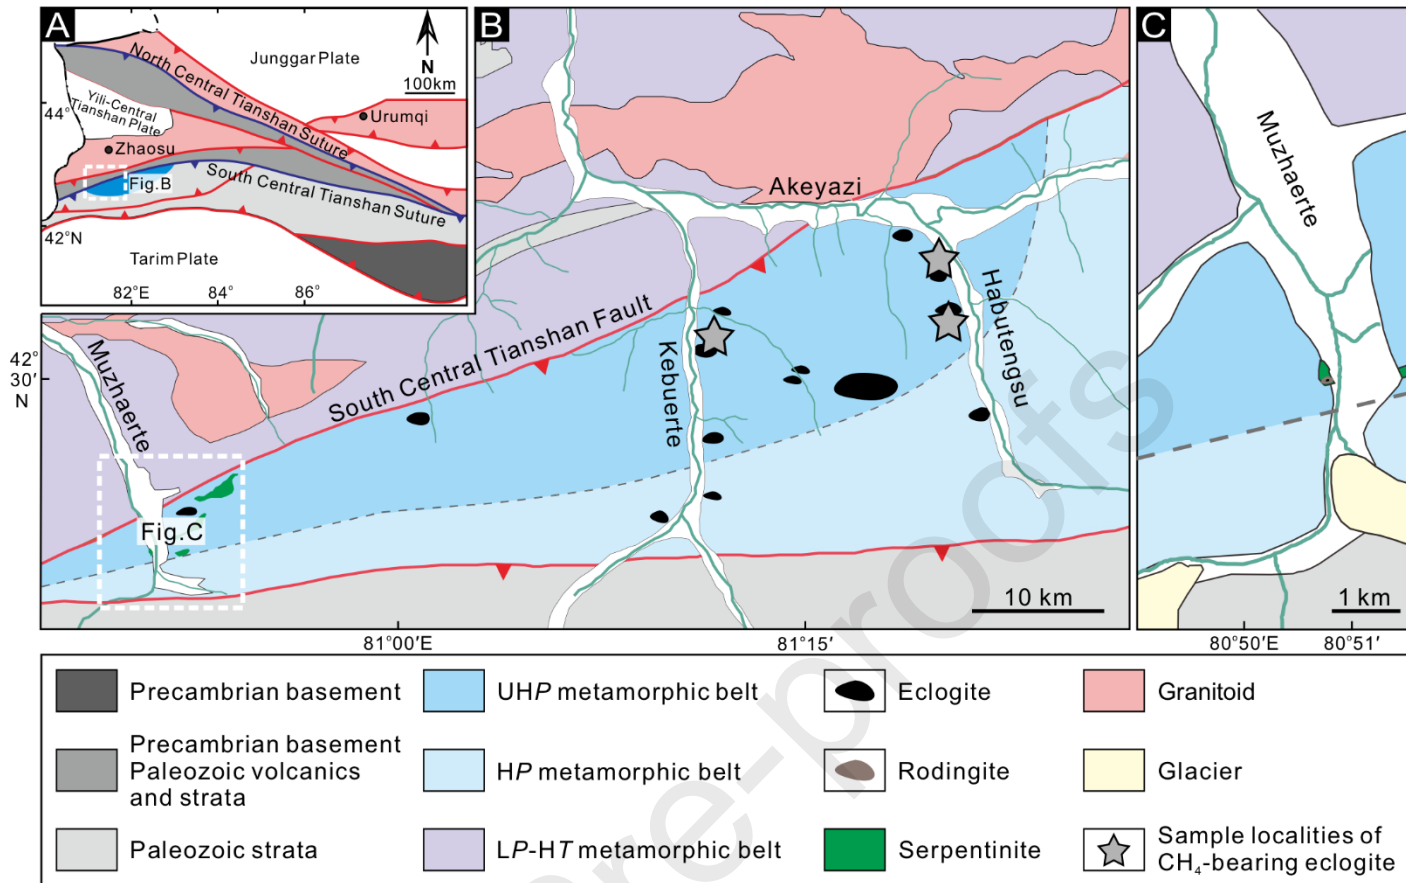 A
North Central Tianshan Suture
Junggar Plate
N
100km
44°
Yili-Central
Tianshan Plate
Urumqi
Zhaosu
Fig.B
South Central Tianshan Suture
42°N
Tarim Plate
82°E
84°
86°
B
Akeyazi
South Central Tianshan Fault
Kebuerte
Habutengsu
Muzhaerte
42°
30′
N
Fig.C
10 km
81°00′E
81°15′
C
Muzhaerte
1 km
80°50′E
80°51′
Precambrian basement
UHP metamorphic belt
Eclogite
Granitoid
Precambrian basement
Paleozoic volcanics
and strata
HP metamorphic belt
Rodingite
Glacier
Paleozoic strata
LP-HT metamorphic belt
Serpentinite
Sample localities of
CH₄-bearing eclogite
re-proofs